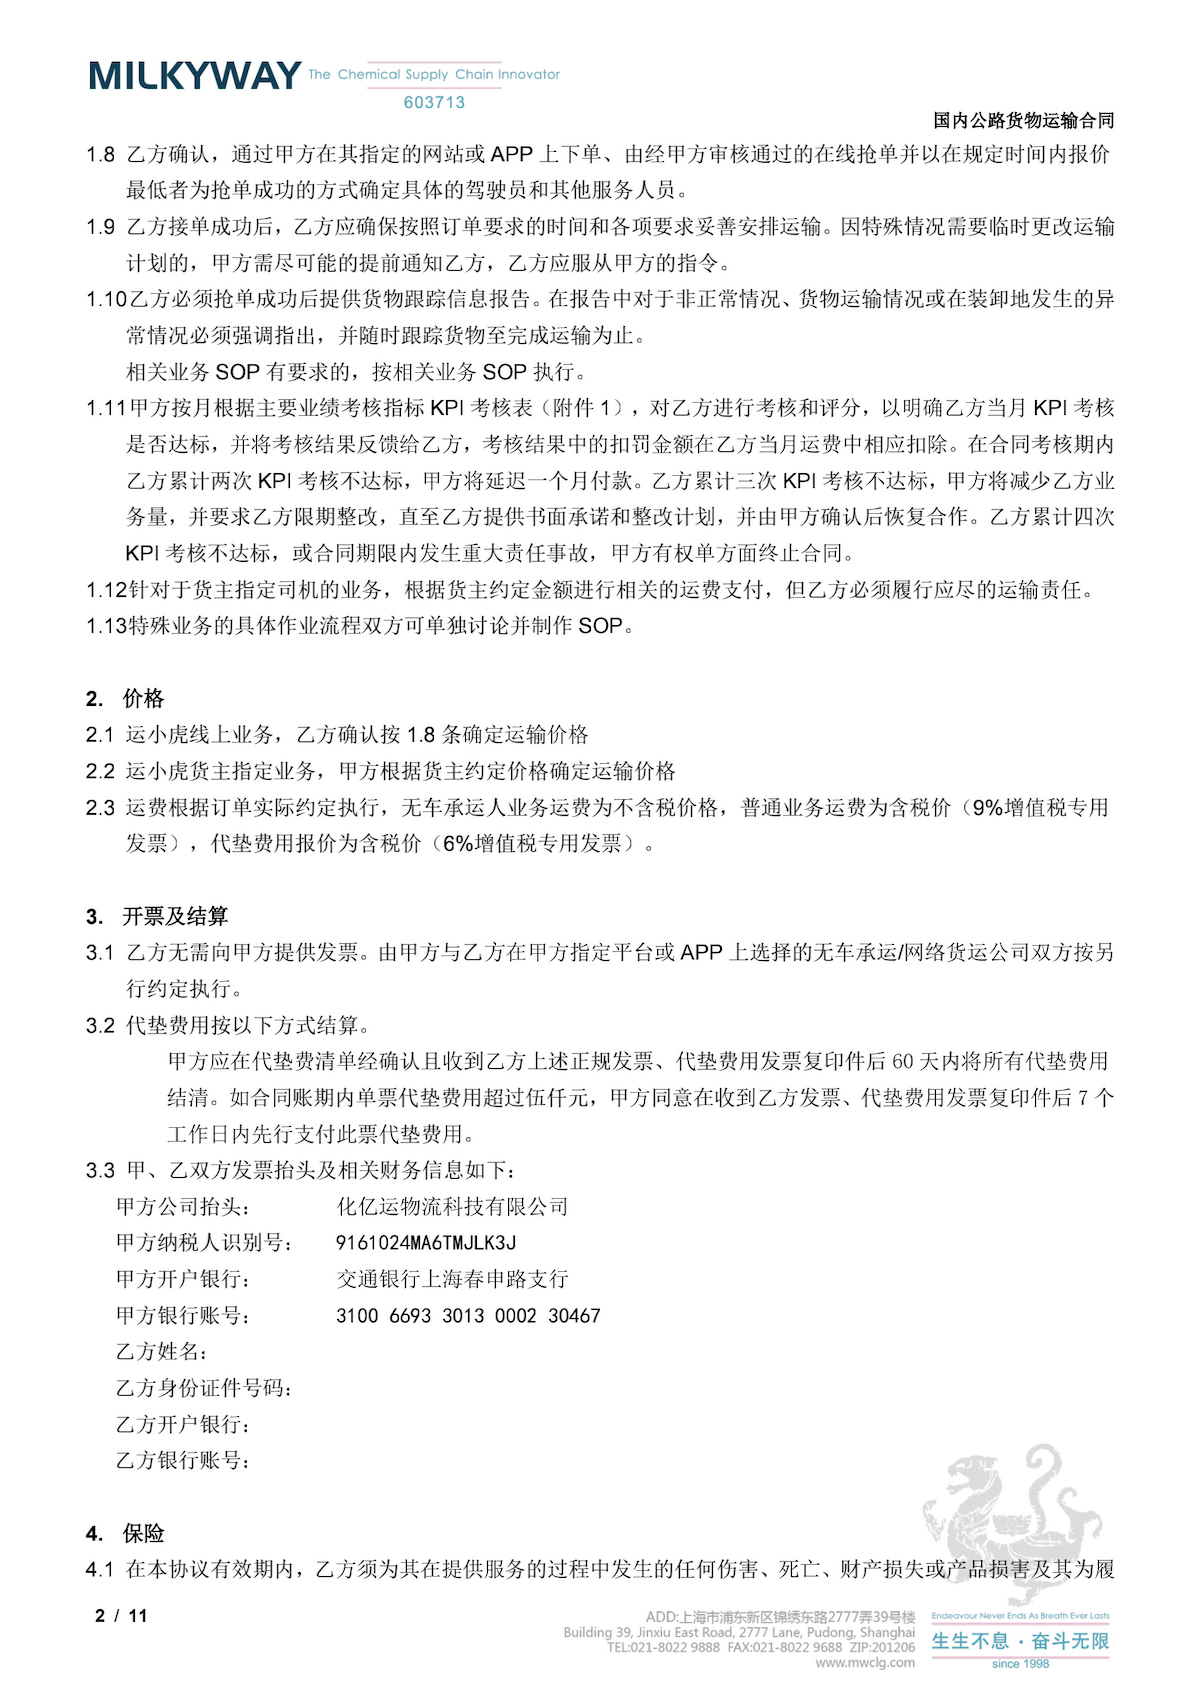 MILKYWAY The Chemical Supply Chain Innovator
603713
国内公路货物运输合同
1.8 乙方确认，通过甲方在其指定的网站或 APP 上下单、由经甲方审核通过的在线抢单并以在规定时间内报价
最低者为抢单成功的方式确定具体的驾驶员和其他服务人员。
1.9 乙方接单成功后，乙方应确保按照订单要求的时间和各项要求妥善安排运输。因特殊情况需要临时更改运输
计划的，甲方需尽可能的提前通知乙方，乙方应服从甲方的指令。
1.10乙方必须抢单成功后提供货物跟踪信息报告。在报告中对于非正常情况、货物运输情况或在装卸地发生的异
常情况必须强调指出，并随时跟踪货物至完成运输为止。
相关业务 SOP 有要求的，按相关业务 SOP 执行。
1.11甲方按月根据主要业绩考核指标 KPI 考核表（附件 1），对乙方进行考核和评分，以明确乙方当月 KPI 考核
是否达标，并将考核结果反馈给乙方，考核结果中的扣罚金额在乙方当月运费中相应扣除。在合同考核期内
乙方累计两次 KPI 考核不达标，甲方将延迟一个月付款。乙方累计三次 KPI 考核不达标，甲方将减少乙方业
务量，并要求乙方限期整改，直至乙方提供书面承诺和整改计划，并由甲方确认后恢复合作。乙方累计四次
KPI 考核不达标，或合同期限内发生重大责任事故，甲方有权单方面终止合同。
1.12针对于货主指定司机的业务，根据货主约定金额进行相关的运费支付，但乙方必须履行应尽的运输责任。
1.13特殊业务的具体作业流程双方可单独讨论并制作 SOP。
2. 价格
2.1 运小虎线上业务，乙方确认按 1.8 条确定运输价格
2.2 运小虎货主指定业务，甲方根据货主约定价格确定运输价格
2.3 运费根据订单实际约定执行，无车承运人业务运费为不含税价格，普通业务运费为含税价（9%增值税专用
发票），代垫费用报价为含税价（6%增值税专用发票）。
3. 开票及结算
3.1 乙方无需向甲方提供发票。由甲方与乙方在甲方指定平台或 APP 上选择的无车承运/网络货运公司双方按另
行约定执行。
3.2 代垫费用按以下方式结算。
甲方应在代垫费清单经确认且收到乙方上述正规发票、代垫费用发票复印件后 60 天内将所有代垫费用
结清。如合同账期内单票代垫费用超过伍仟元，甲方同意在收到乙方发票、代垫费用发票复印件后 7 个
工作日内先行支付此票代垫费用。
3.3 甲、乙双方发票抬头及相关财务信息如下：
甲方公司抬头： 化亿运物流科技有限公司
甲方纳税人识别号： 9161024MA6TMJLK3J
甲方开户银行： 交通银行上海春申路支行
甲方银行账号： 3100 6693 3013 0002 30467
乙方姓名：
乙方身份证件号码：
乙方开户银行：
乙方银行账号：
4. 保险
4.1 在本协议有效期内，乙方须为其在提供服务的过程中发生的任何伤害、死亡、财产损失或产品损害及其为履
2 / 11
ADD:上海市浦东新区锦绣东路2777弄39号楼
Building 39, Jinxiu East Road, 2777 Lane, Pudong, Shanghai
TEL:021-8022 9888 FAX:021-8022 9688 ZIP:201206
www.mwclg.com
Endeavour Never Ends As Breath Ever Lasts
生生不息·奋斗无限
since 1998